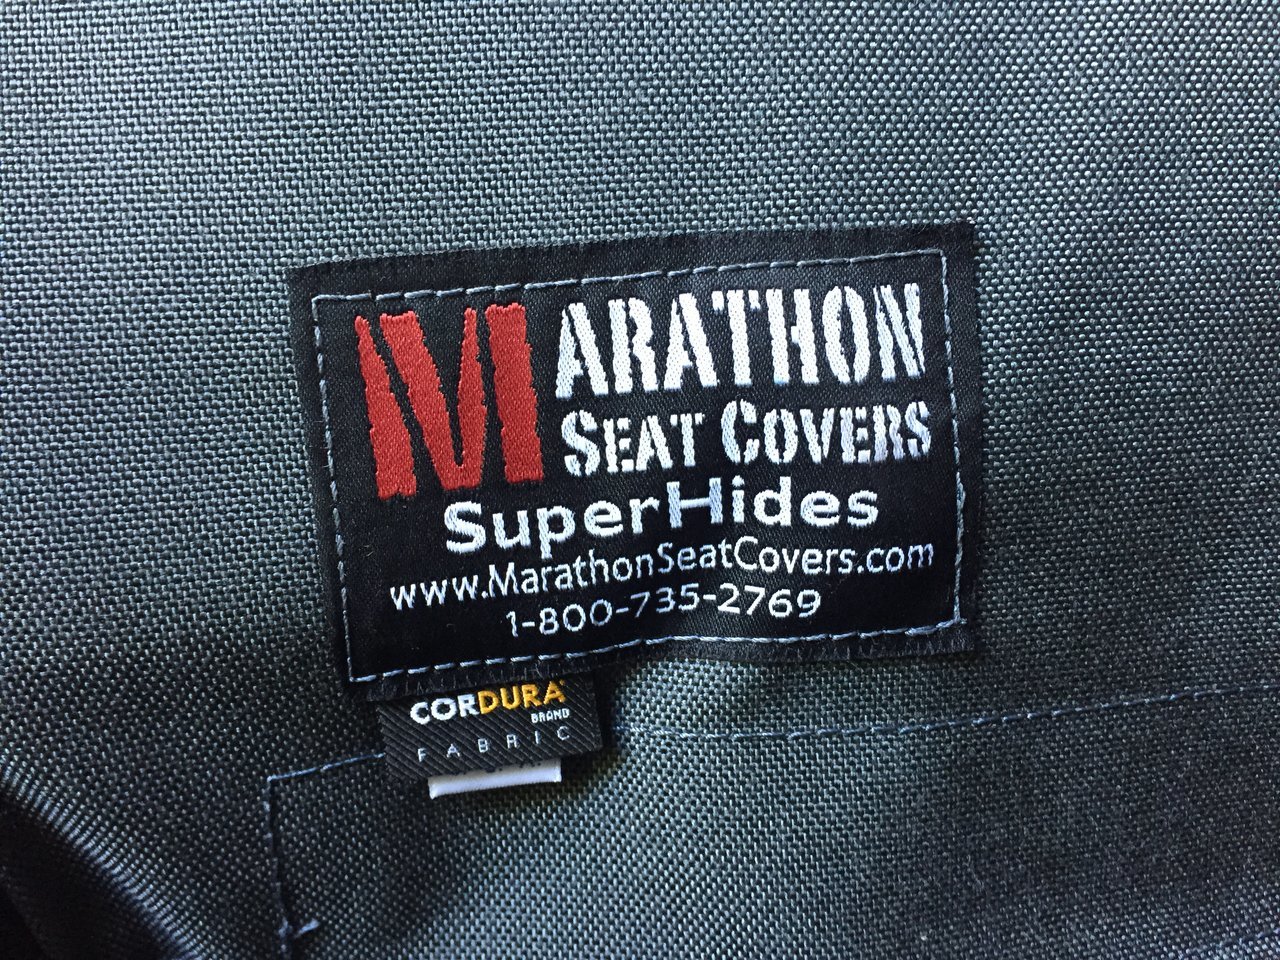 MARATHON
SEAT COVERS
SuperHides
www.MarathonSeatCovers.com
1-800-735-2769
CORDURA
BRAND
FABRIC